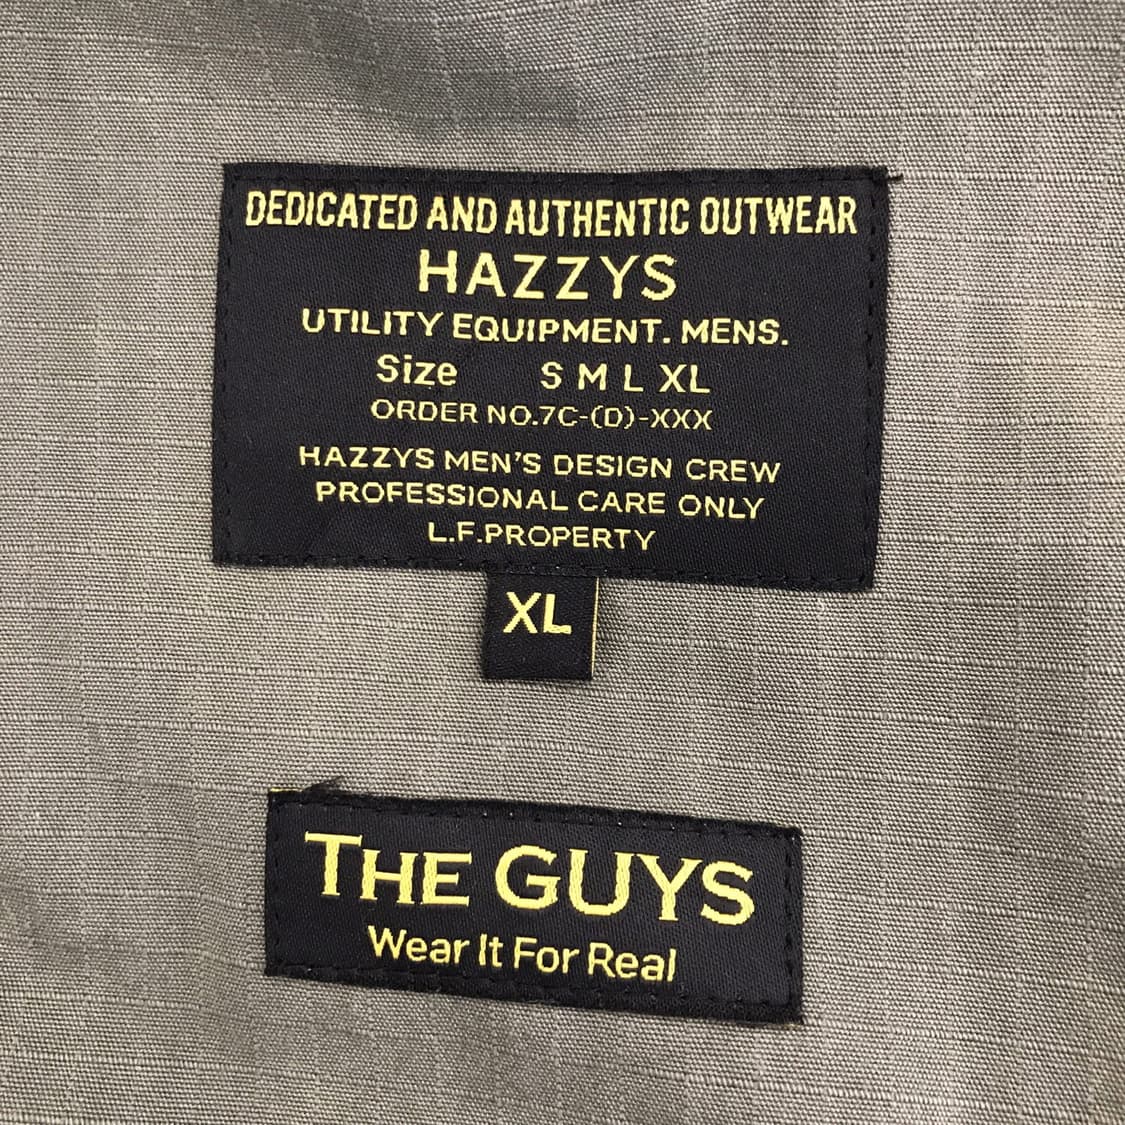 DEDICATED AND AUTHENTIC OUTWEAR
HAZZYS
UTILITY EQUIPMENT. MENS.
Size S M L XL
ORDER NO.7C-(D)-XXX
HAZZYS MEN'S DESIGN CREW
PROFESSIONAL CARE ONLY
L.F.PROPERTY
XL
THE GUYS
Wear It For Real